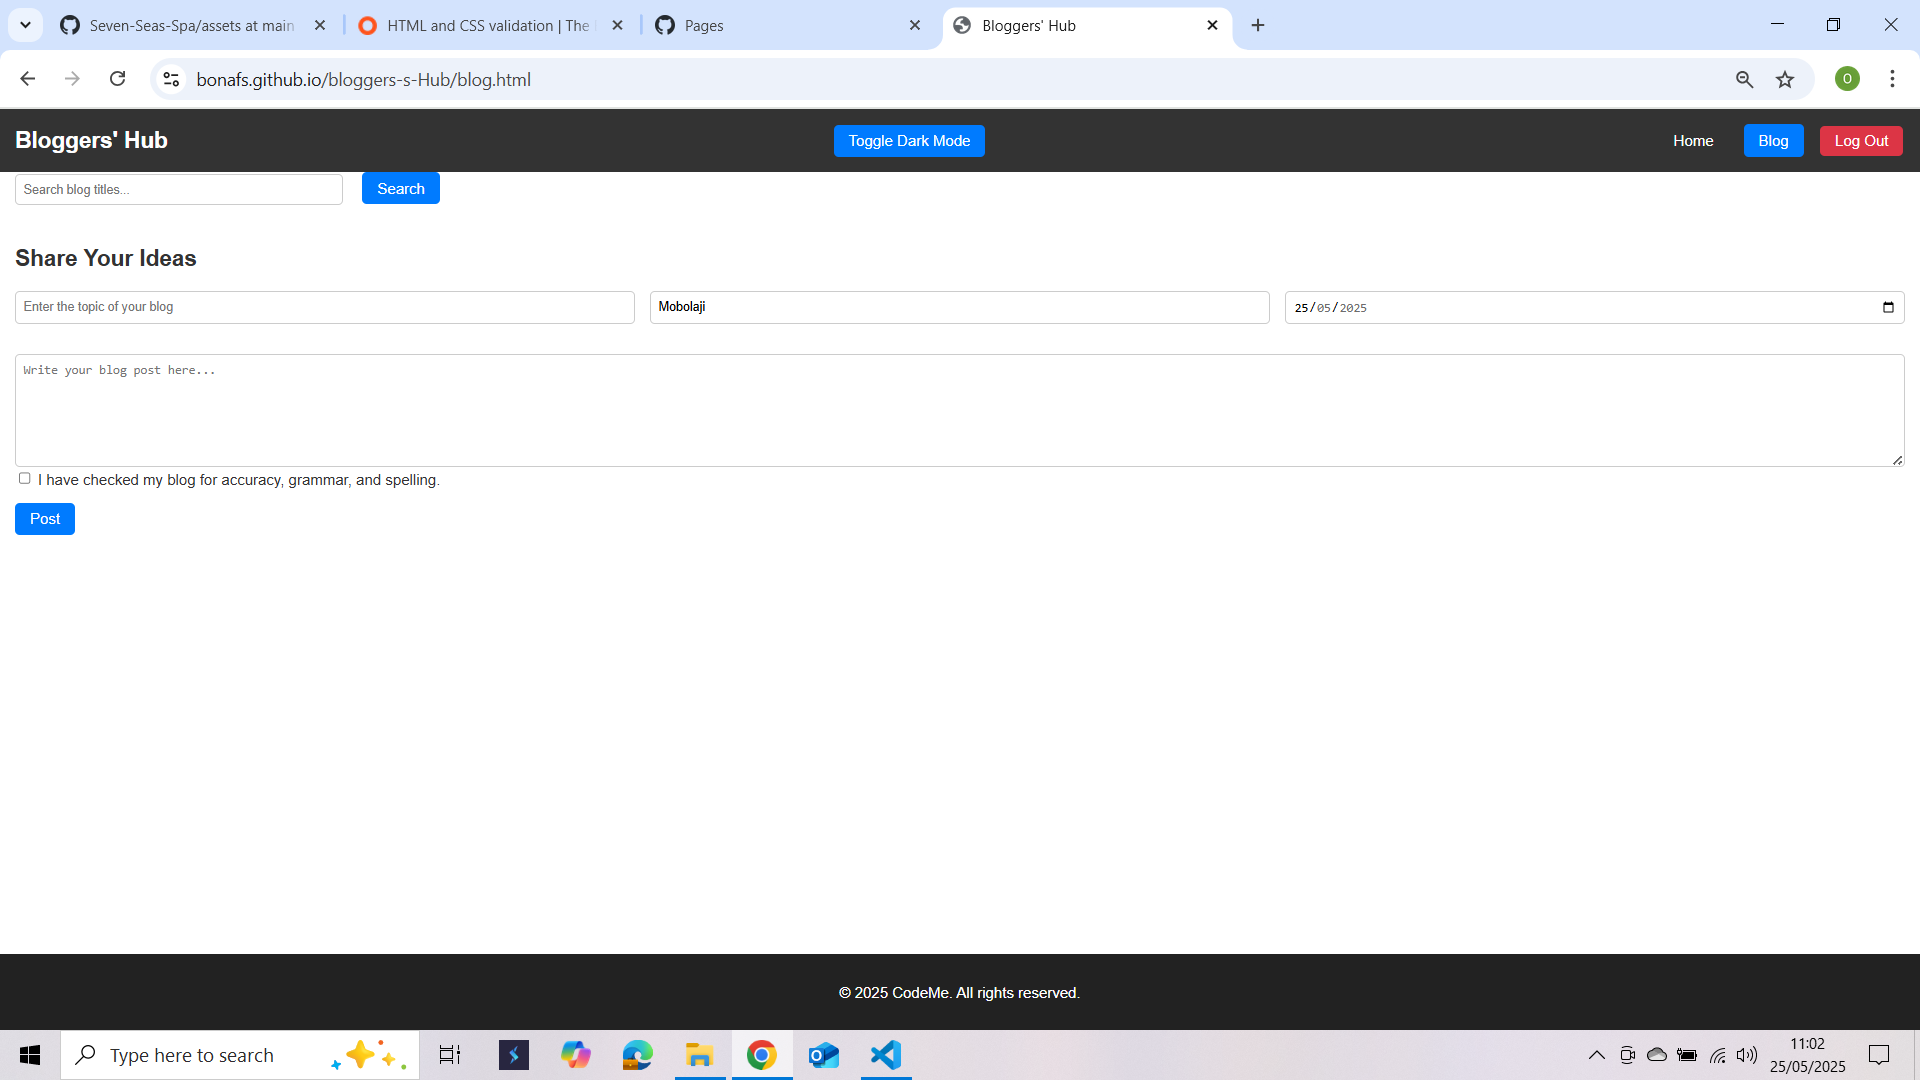 Seven-Seas-Spa/assets at main
HTML and CSS validation | The
Pages
Bloggers' Hub
bonafs.github.io/bloggers-s-Hub/blog.html
O
Bloggers' Hub
Toggle Dark Mode
Home
Blog
Log Out
Search blog titles...
Search
Share Your Ideas
Enter the topic of your blog
Mobolaji
25/05/2025
Write your blog post here...
I have checked my blog for accuracy, grammar, and spelling.
Post
© 2025 CodeMe. All rights reserved.
Type here to search
11:02
25/05/2025